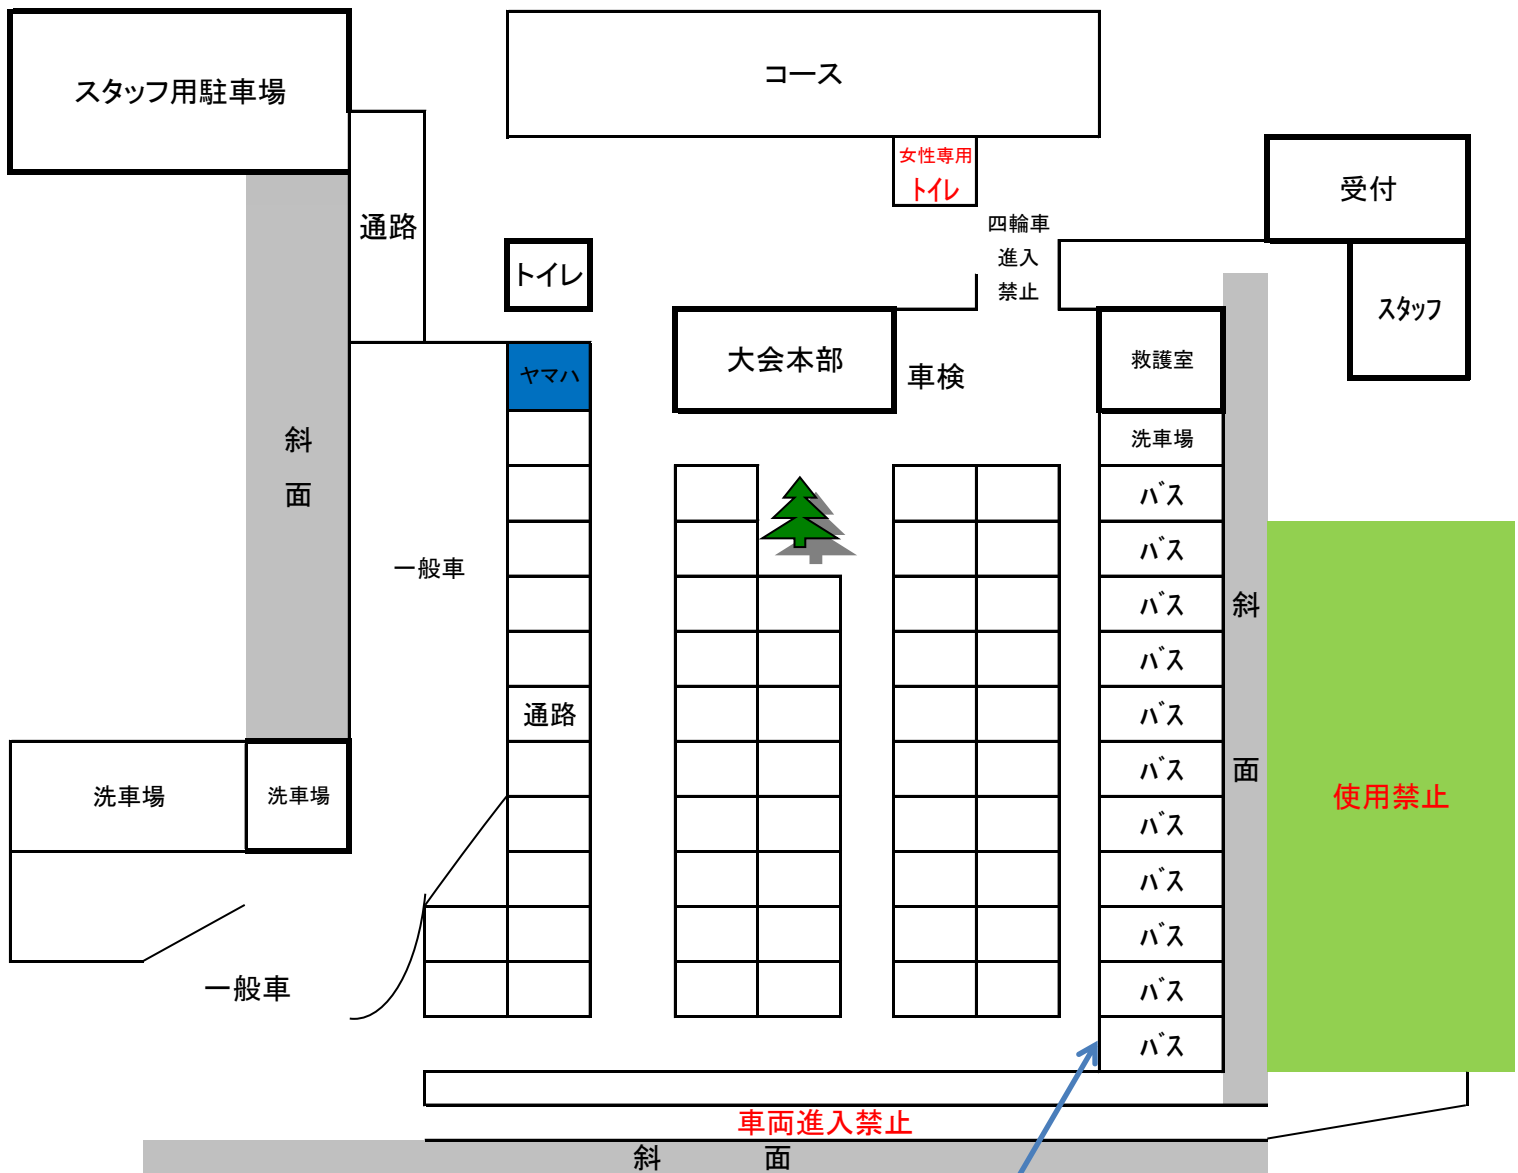 スタッフ用駐車場
コース
女性専用
トイレ
受付
通路
四輪車
進入
禁止
トイレ
スタッフ
大会本部
車検
救護室
ヤマハ
洗車場
斜
面
バス
バス
一般車
バス
斜
バス
通路
バス
バス
面
洗車場
洗車場
使用禁止
バス
バス
バス
一般車
バス
バス
車両進入禁止
斜 面